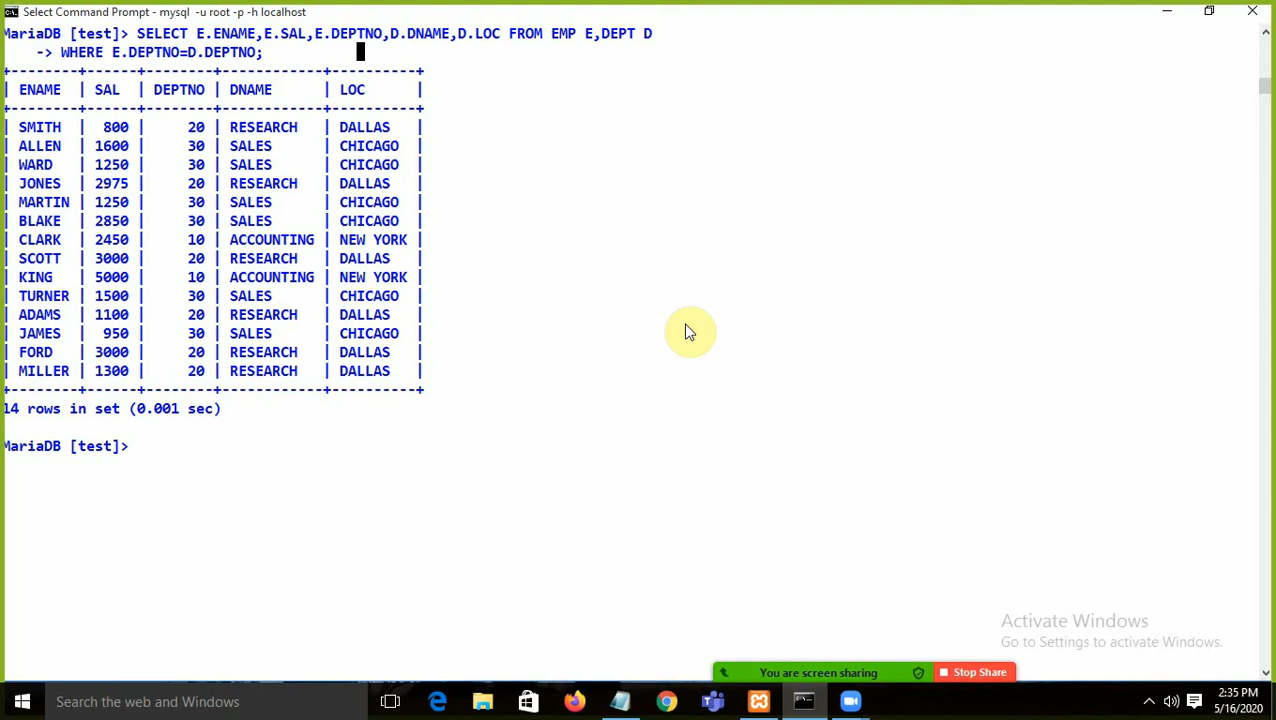 Select Command Prompt - mysql -u root -p -h localhost
MariaDB [test]> SELECT E.ENAME,E.SAL,E.DEPTNO,D.DNAME,D.LOC FROM EMP E,DEPT D
-> WHERE E.DEPTNO=D.DEPTNO;
+--------+------+--------+------------+----------+
| ENAME | SAL | DEPTNO | DNAME | LOC |
+--------+------+--------+------------+----------+
| SMITH | 800 | 20 | RESEARCH | DALLAS |
| ALLEN | 1600 | 30 | SALES | CHICAGO |
| WARD | 1250 | 30 | SALES | CHICAGO |
| JONES | 2975 | 20 | RESEARCH | DALLAS |
| MARTIN | 1250 | 30 | SALES | CHICAGO |
| BLAKE | 2850 | 30 | SALES | CHICAGO |
| CLARK | 2450 | 10 | ACCOUNTING | NEW YORK |
| SCOTT | 3000 | 20 | RESEARCH | DALLAS |
| KING | 5000 | 10 | ACCOUNTING | NEW YORK |
| TURNER | 1500 | 30 | SALES | CHICAGO |
| ADAMS | 1100 | 20 | RESEARCH | DALLAS |
| JAMES | 950 | 30 | SALES | CHICAGO |
| FORD | 3000 | 20 | RESEARCH | DALLAS |
| MILLER | 1300 | 20 | RESEARCH | DALLAS |
+--------+------+--------+------------+----------+
14 rows in set (0.001 sec)
MariaDB [test]>
Activate Windows
Go to Settings to activate Windows.
You are screen sharing Stop Share
Search the web and Windows
2:35 PM
5/16/2020